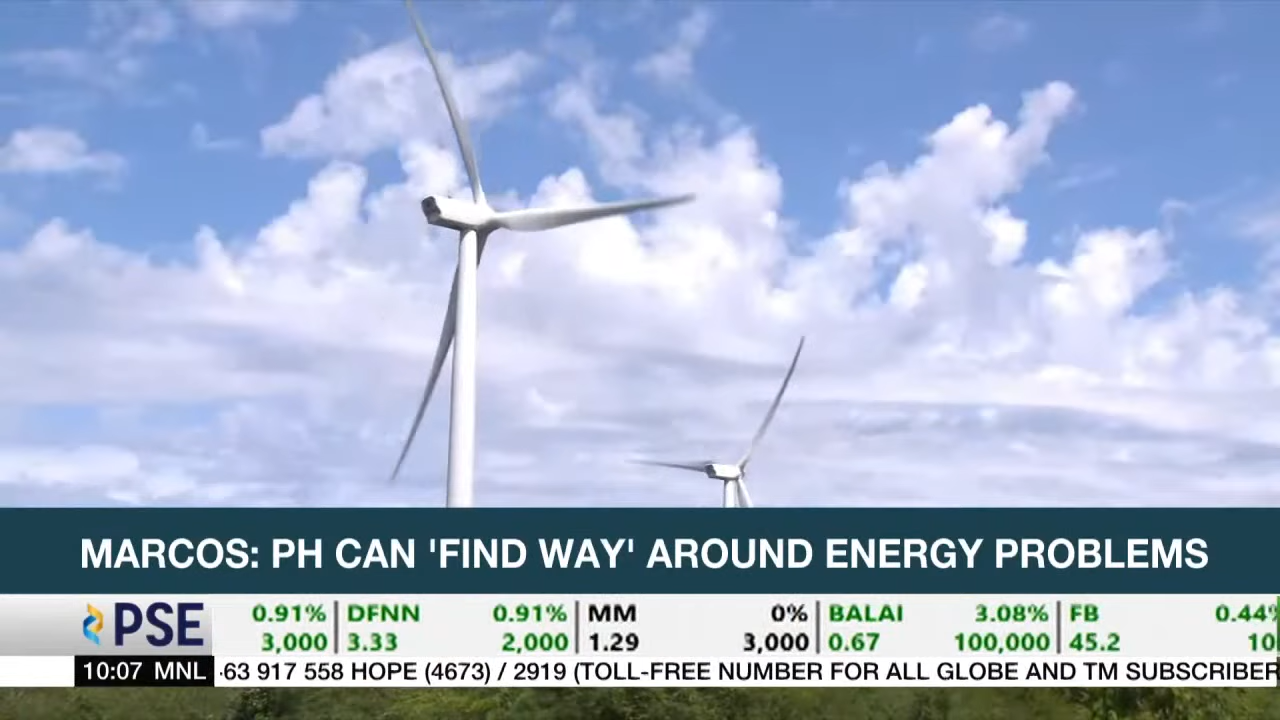 MARCOS: PH CAN 'FIND WAY' AROUND ENERGY PROBLEMS
PSE
0.91% DFNN 0.91% MM 0% BALAI 3.08% FB 0.44%
3,000 3.33 2,000 1.29 3,000 0.67 100,000 45.2 10
10:07 MNL -63 917 558 HOPE (4673) / 2919 (TOLL-FREE NUMBER FOR ALL GLOBE AND TM SUBSCRIBER